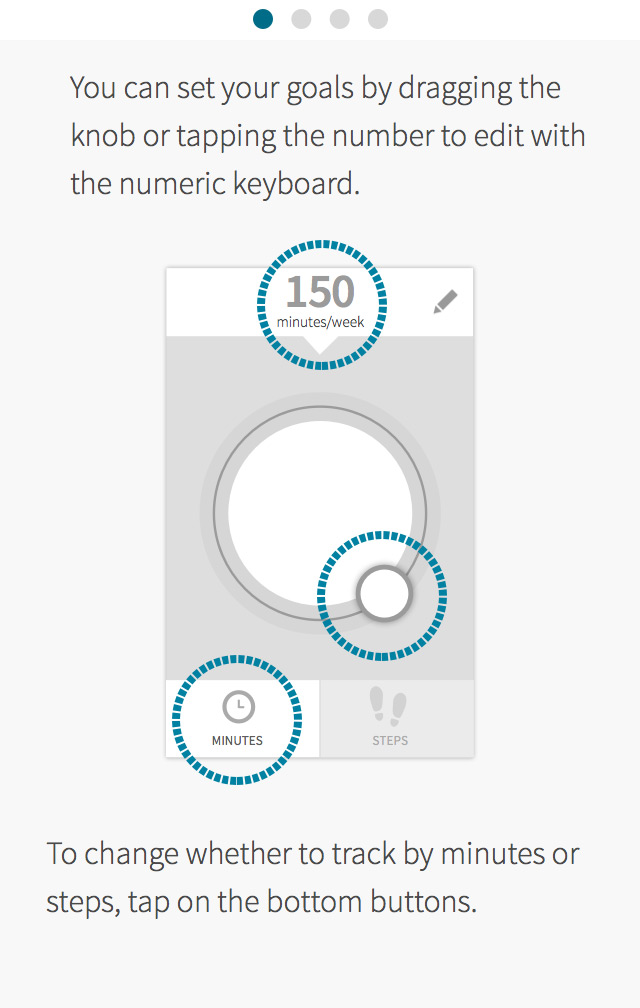 You can set your goals by dragging the
knob or tapping the number to edit with
the numeric keyboard.
150
minutes/week
MINUTES
STEPS
To change whether to track by minutes or
steps, tap on the bottom buttons.